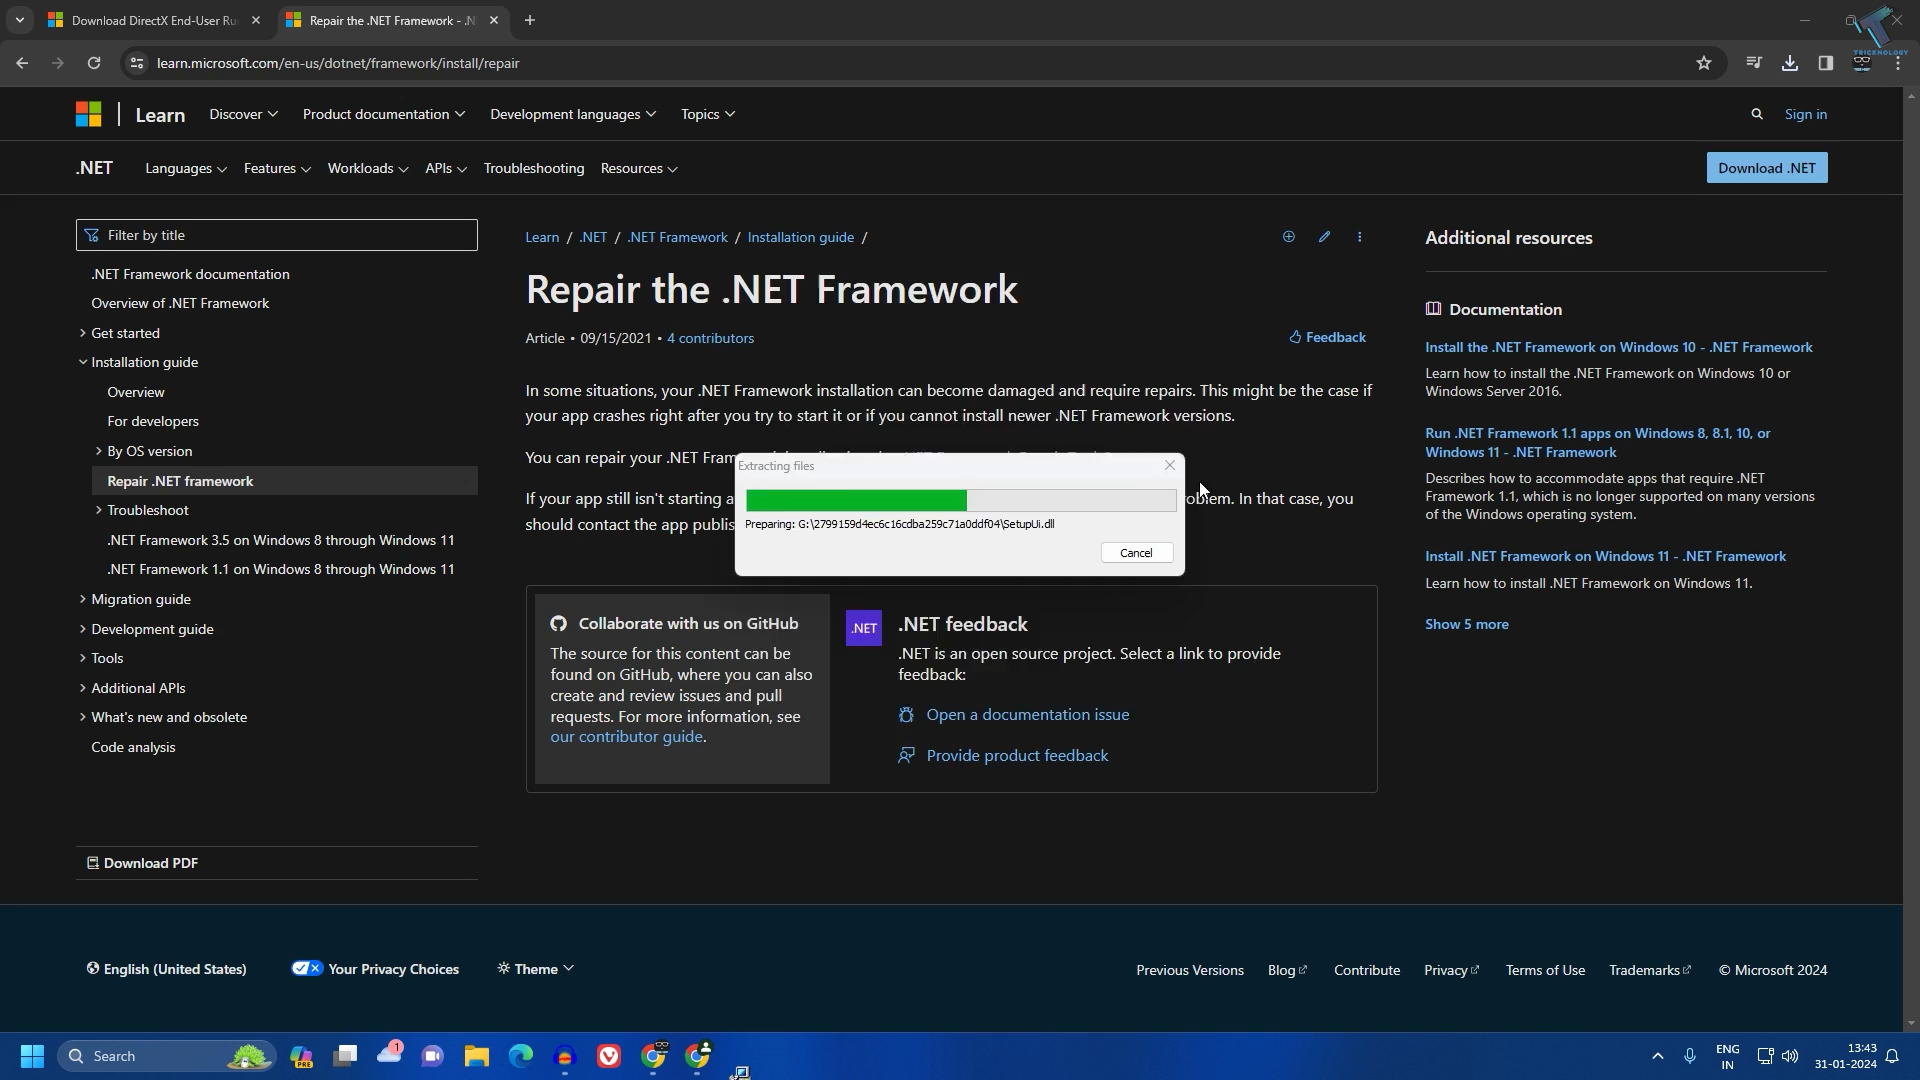 Download DirectX End-User Ru
Repair the .NET Framework - .N
TRICKNOLOGY
learn.microsoft.com/en-us/dotnet/framework/install/repair
Learn
Discover
Product documentation
Development languages
Topics
Sign in
.NET
Languages
Features
Workloads
APIs
Troubleshooting
Resources
Download .NET
Filter by title
.NET Framework documentation
Overview of .NET Framework
Get started
Installation guide
Overview
For developers
By OS version
Repair .NET framework
Troubleshoot
.NET Framework 3.5 on Windows 8 through Windows 11
.NET Framework 1.1 on Windows 8 through Windows 11
Migration guide
Development guide
Tools
Additional APIs
What's new and obsolete
Code analysis
Download PDF
Learn / .NET / .NET Framework / Installation guide /
Repair the .NET Framework
Article • 09/15/2021 • 4 contributors
Feedback
In some situations, your .NET Framework installation can become damaged and require repairs. This might be the case if
your app crashes right after you try to start it or if you cannot install newer .NET Framework versions.
You can repair your .NET Fram
If your app still isn't starting a
oblem. In that case, you
should contact the app publis
Extracting files
Preparing: G:\2799159d4ec6c16cdba259c71a0ddf04\SetupUi.dll
Cancel
Collaborate with us on GitHub
The source for this content can be
found on GitHub, where you can also
create and review issues and pull
requests. For more information, see
our contributor guide.
.NET
.NET feedback
.NET is an open source project. Select a link to provide
feedback:
Open a documentation issue
Provide product feedback
Additional resources
Documentation
Install the .NET Framework on Windows 10 - .NET Framework
Learn how to install the .NET Framework on Windows 10 or
Windows Server 2016.
Run .NET Framework 1.1 apps on Windows 8, 8.1, 10, or
Windows 11 - .NET Framework
Describes how to accommodate apps that require .NET
Framework 1.1, which is no longer supported on many versions
of the Windows operating system.
Install .NET Framework on Windows 11 - .NET Framework
Learn how to install .NET Framework on Windows 11.
Show 5 more
English (United States)
Your Privacy Choices
Theme
Previous Versions
Blog
Contribute
Privacy
Terms of Use
Trademarks
© Microsoft 2024
Search
PRE
1
ENG
IN
13:43
31-01-2024